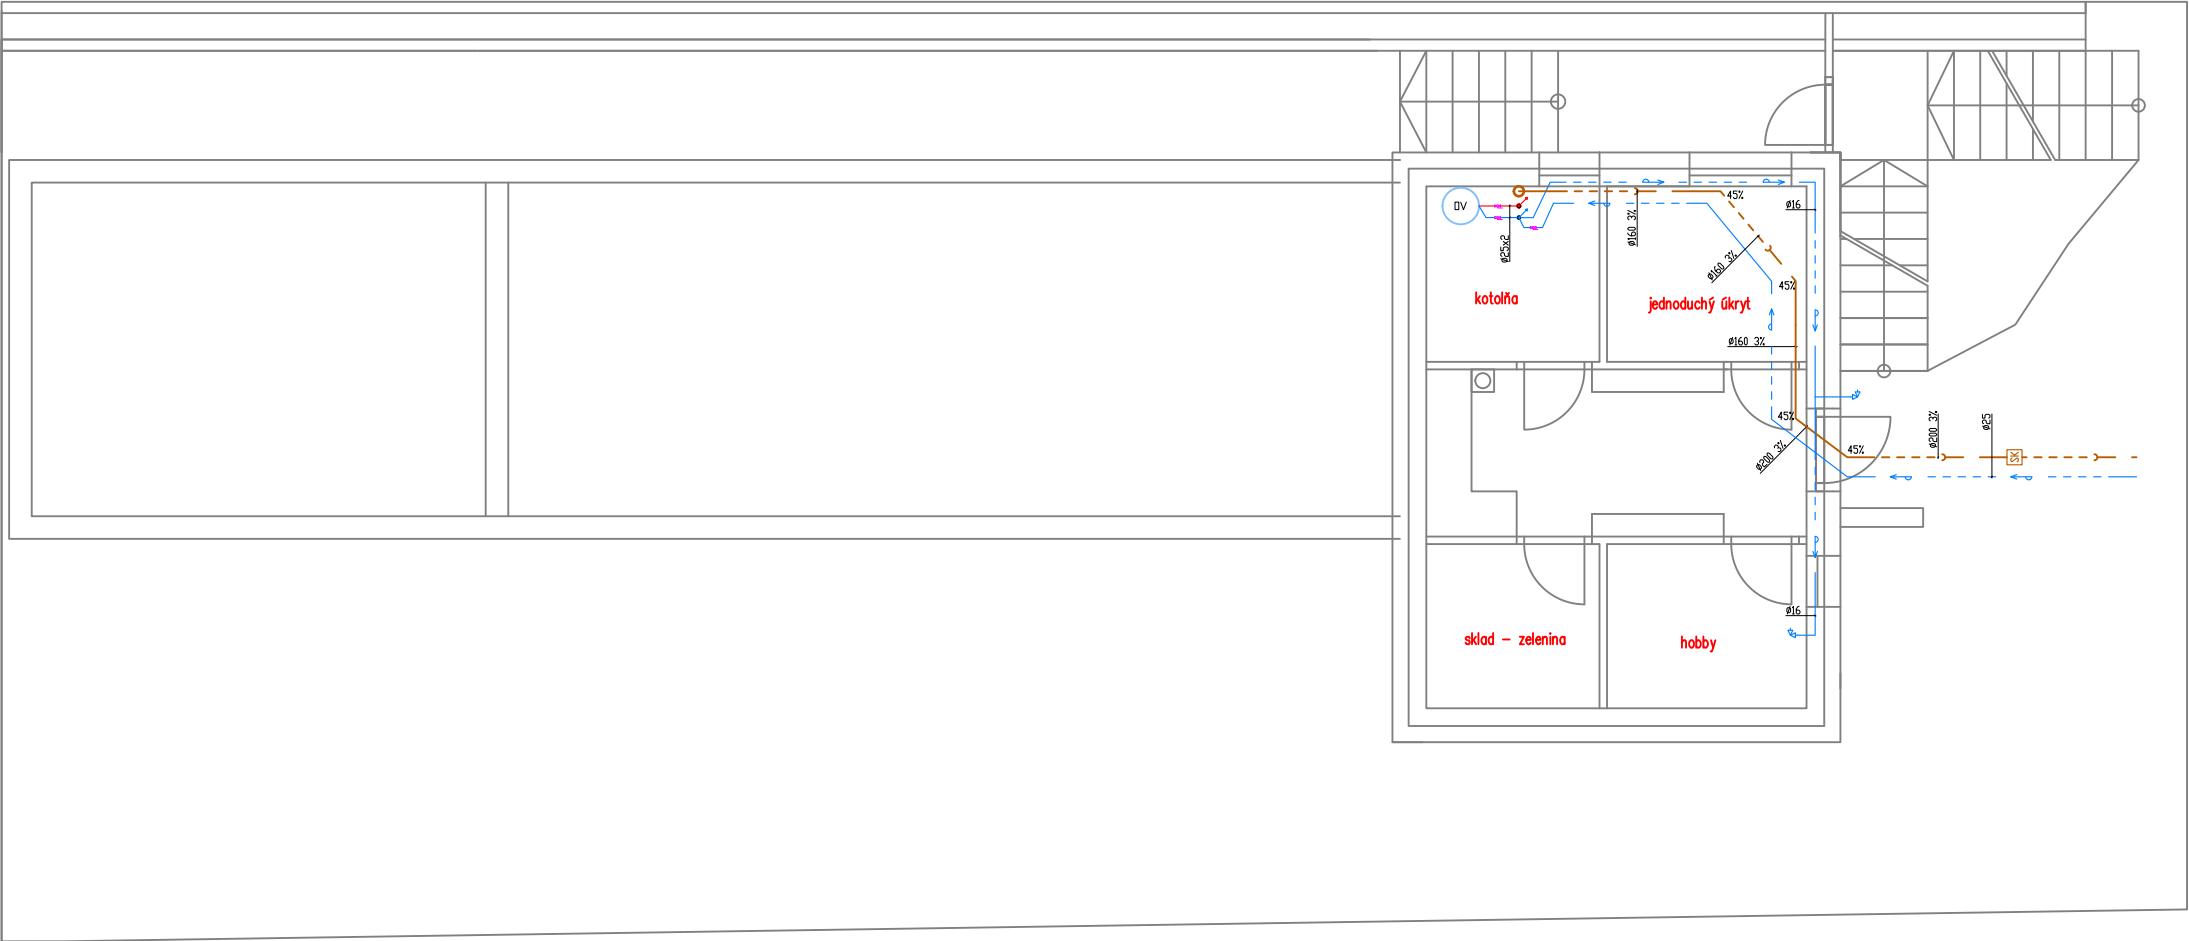 45%
ø16
DV
ø25x2
ø160 3%
ø160 3%
45%
kotolňa
jednoduchý úkryt
ø160 3%
45%
ø200 3%
ø25
ø200 3%
45%
SK
ø16
sklad – zelenina
hobby